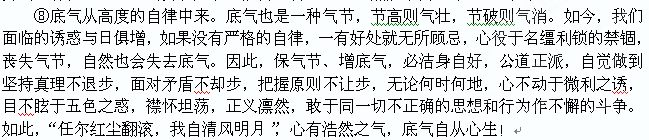 ⑧底气从高度的自律中来。底气也是一种气节，节高则气壮，节破则气消。如今，我们
面临的诱惑与日俱增，如果没有严格的自律，一有好处就无所顾忌，心役于名缰利锁的禁锢，
丧失气节，自然也会失去底气。因此，保气节、增底气，必洁身自好，公道正派，自觉做到
坚持真理不退步，面对矛盾不却步，把握原则不让步，无论何时何地，心不动于微利之诱，
目不眩于五色之惑，襟怀坦荡，正义凛然，敢于同一切不正确的思想和行为作不懈的斗争。
如此，“任尔红尘翻滚，我自清风明月”，心有浩然之气，底气自从心生！